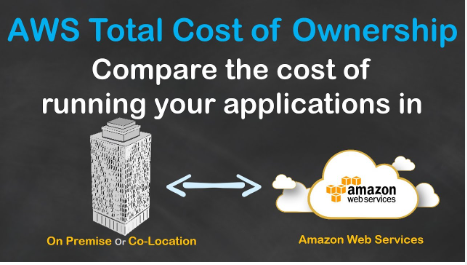 AWS Total Cost of Ownership
Compare the cost of
running your applications in
amazon
web services
On Premise Or Co-Location
Amazon Web Services